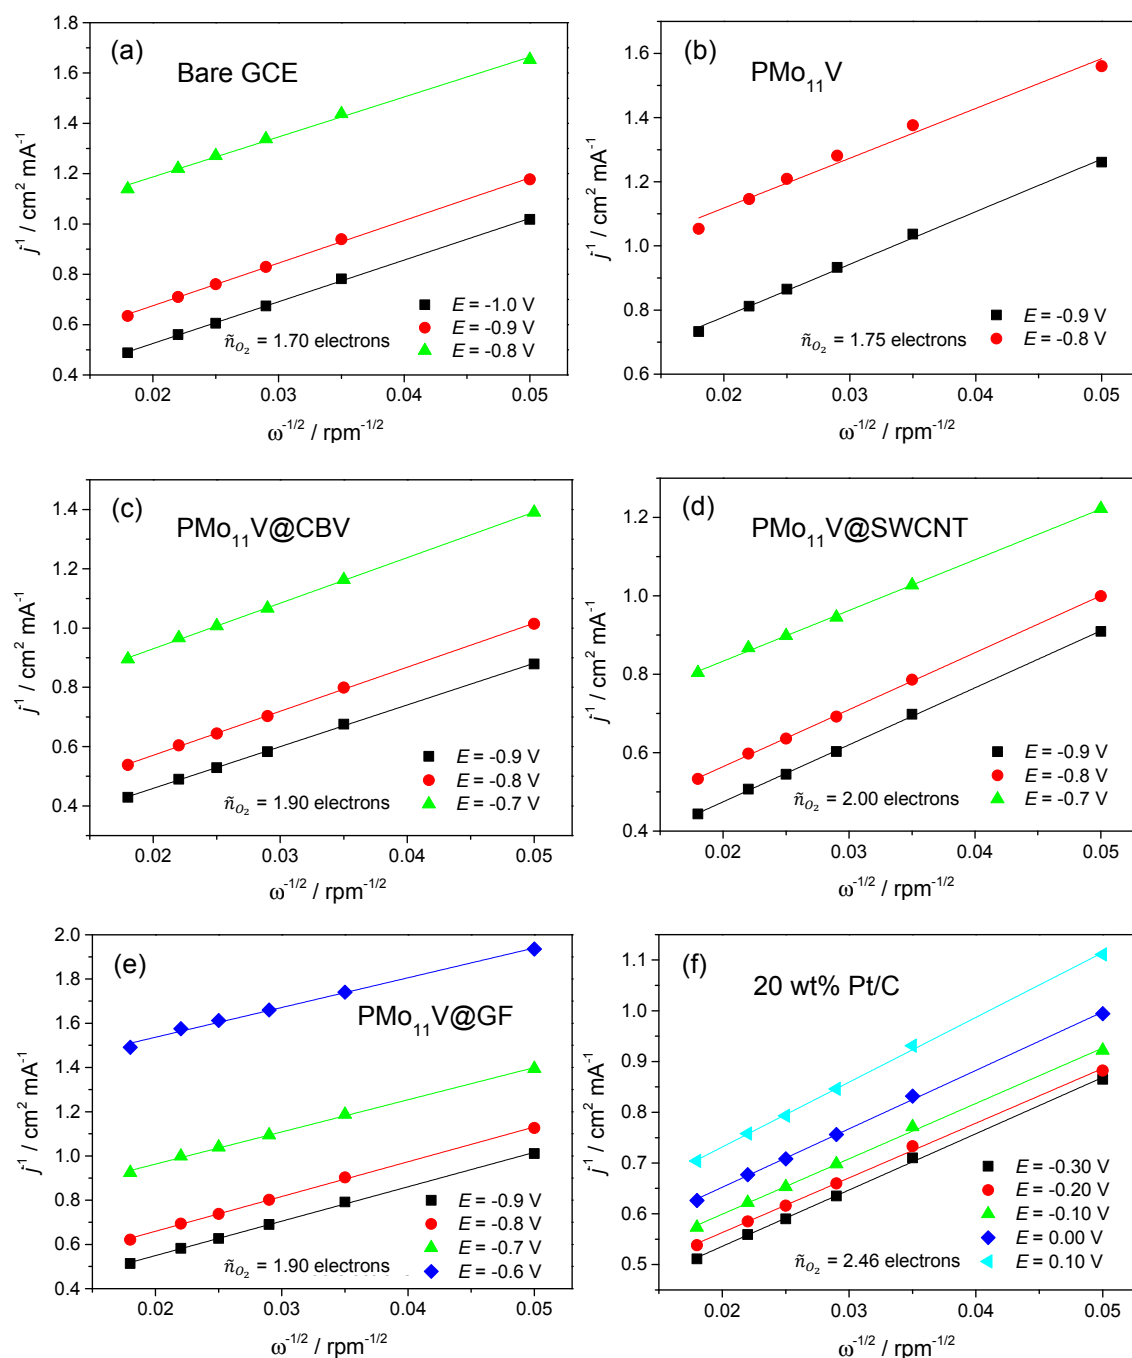 (a)
Bare GCE
1.8
1.6
1.4
1.2
1.0
0.8
0.6
0.4
j⁻¹ / cm² mA⁻¹
E = -1.0 V
E = -0.9 V
E = -0.8 V
ñ_O₂ = 1.70 electrons
0.02 0.03 0.04 0.05
ω⁻¹/² / rpm⁻¹/²
(b)
PMo₁₁V
1.6
1.4
1.2
1.0
0.8
0.6
j⁻¹ / cm² mA⁻¹
E = -0.9 V
E = -0.8 V
ñ_O₂ = 1.75 electrons
0.02 0.03 0.04 0.05
ω⁻¹/² / rpm⁻¹/²
(c)
PMo₁₁V@CBV
1.4
1.2
1.0
0.8
0.6
0.4
j⁻¹ / cm² mA⁻¹
E = -0.9 V
E = -0.8 V
E = -0.7 V
ñ_O₂ = 1.90 electrons
0.02 0.03 0.04 0.05
ω⁻¹/² / rpm⁻¹/²
(d)
PMo₁₁V@SWCNT
1.2
1.0
0.8
0.6
0.4
j⁻¹ / cm² mA⁻¹
E = -0.9 V
E = -0.8 V
E = -0.7 V
ñ_O₂ = 2.00 electrons
0.02 0.03 0.04 0.05
ω⁻¹/² / rpm⁻¹/²
(e)
PMo₁₁V@GF
2.0
1.8
1.6
1.4
1.2
1.0
0.8
0.6
0.4
j⁻¹ / cm² mA⁻¹
E = -0.9 V
E = -0.8 V
E = -0.7 V
E = -0.6 V
ñ_O₂ = 1.90 electrons
0.02 0.03 0.04 0.05
ω⁻¹/² / rpm⁻¹/²
(f)
20 wt% Pt/C
1.1
1.0
0.9
0.8
0.7
0.6
0.5
j⁻¹ / cm² mA⁻¹
E = -0.30 V
E = -0.20 V
E = -0.10 V
E = 0.00 V
E = 0.10 V
ñ_O₂ = 2.46 electrons
0.02 0.03 0.04 0.05
ω⁻¹/² / rpm⁻¹/²